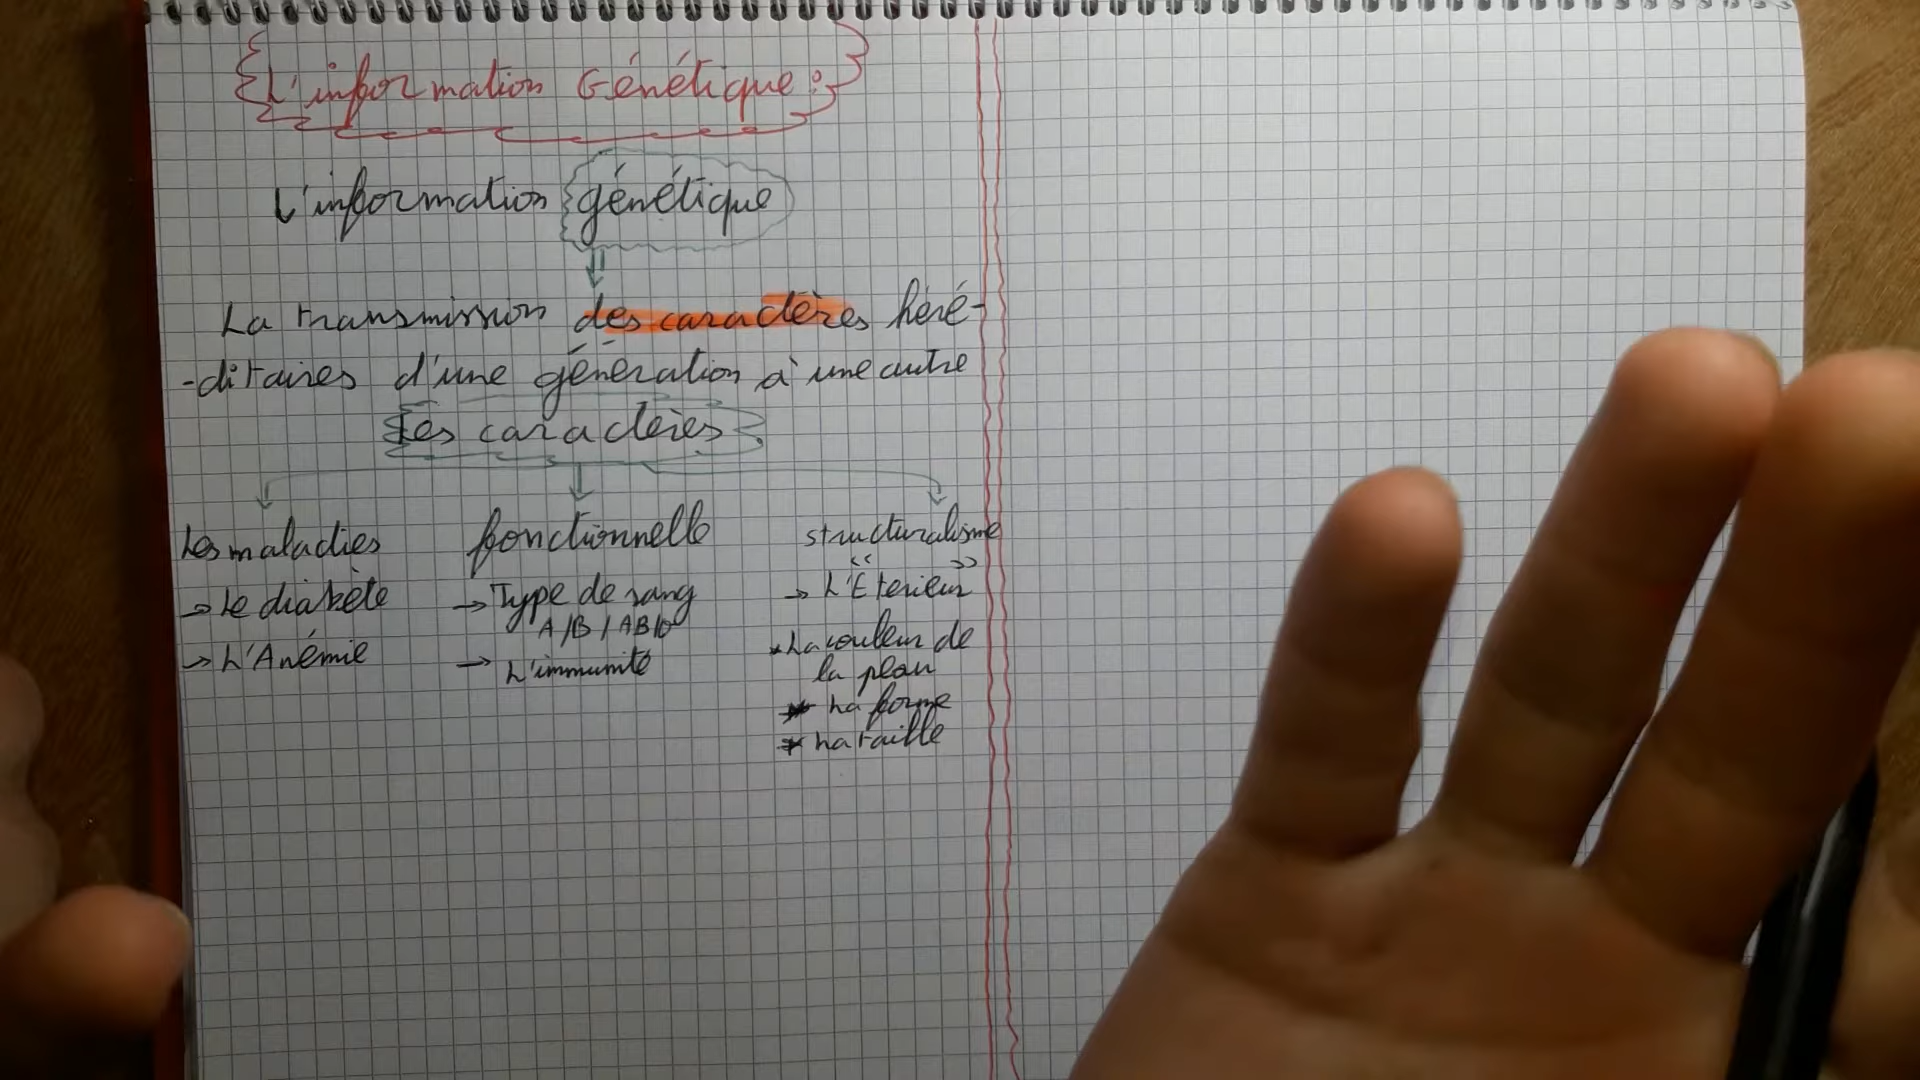 L'information Génétique :
L'information génétique
La transmission des caractères héré-
-ditaires d'une génération à une autre
Les caractères
Les maladies
→ Le diabète
→ L'Anémie
fonctionnelle
→ Type de sang
A/B/AB/O
→ L'immunité
structuralisme
→ L'"Éterieur"
* La couleur de
la peau
* La forme
* La taille